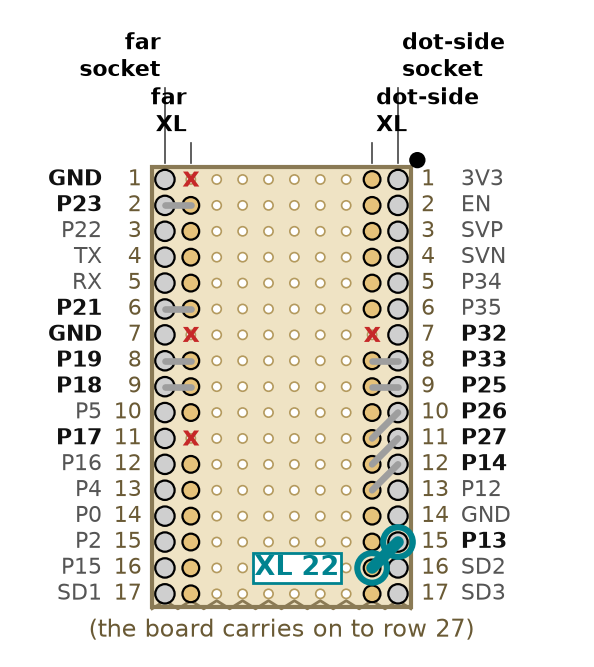 far dot-side
socket socket
far dot-side
XL XL
GND 1 X 1 3V3
P23 2 2 EN
P22 3 3 SVP
TX 4 4 SVN
RX 5 5 P34
P21 6 6 P35
GND 7 X X 7 P32
P19 8 8 P33
P18 9 9 P25
P5 10 10 P26
P17 11 X 11 P27
P16 12 12 P14
P4 13 13 P12
P0 14 14 GND
P2 15 15 P13
P15 16 XL 22 16 SD2
SD1 17 17 SD3
(the board carries on to row 27)